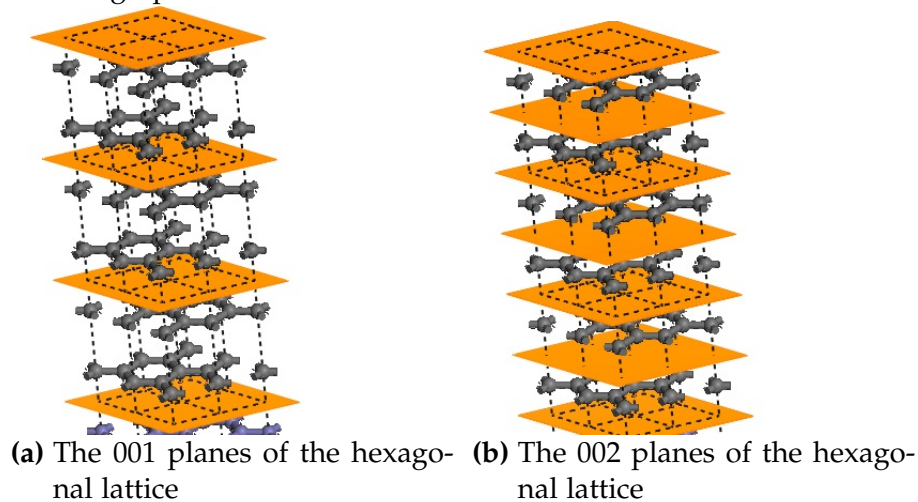 (a) The 001 planes of the hexago-
nal lattice
(b) The 002 planes of the hexago-
nal lattice